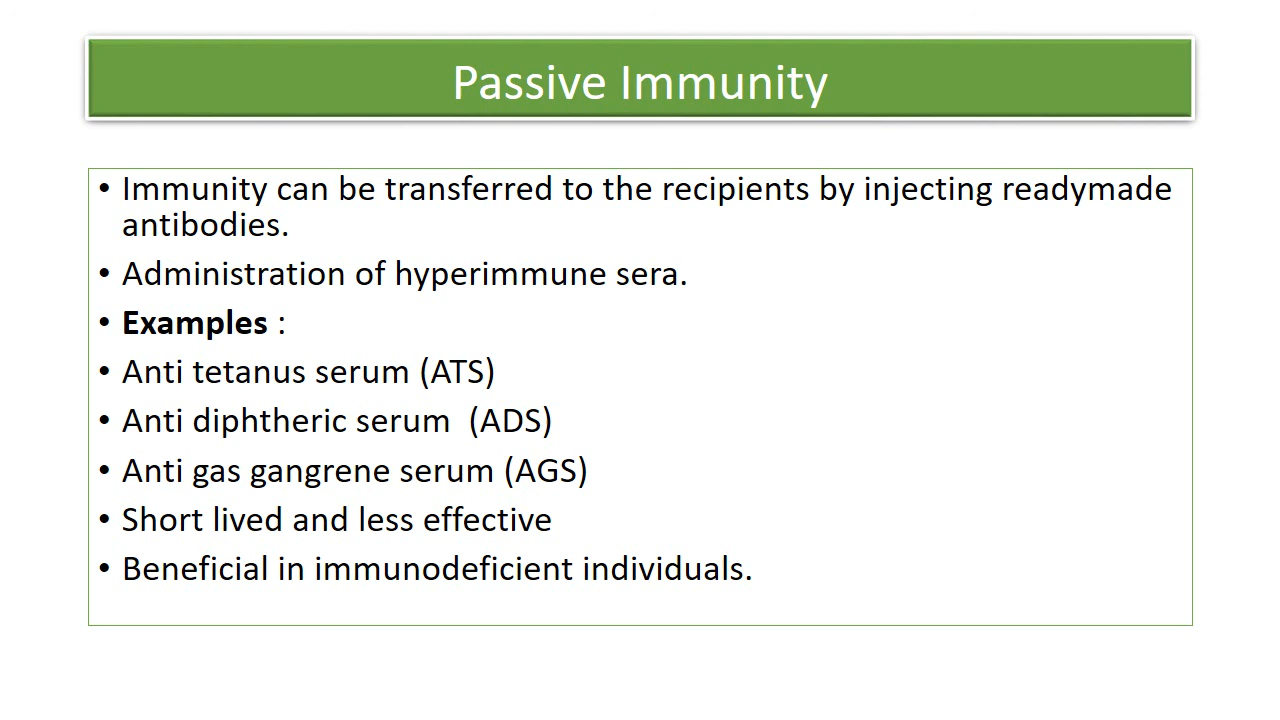 Passive Immunity
• Immunity can be transferred to the recipients by injecting readymade
antibodies.
• Administration of hyperimmune sera.
• Examples :
• Anti tetanus serum (ATS)
• Anti diphtheric serum  (ADS)
• Anti gas gangrene serum (AGS)
• Short lived and less effective
• Beneficial in immunodeficient individuals.